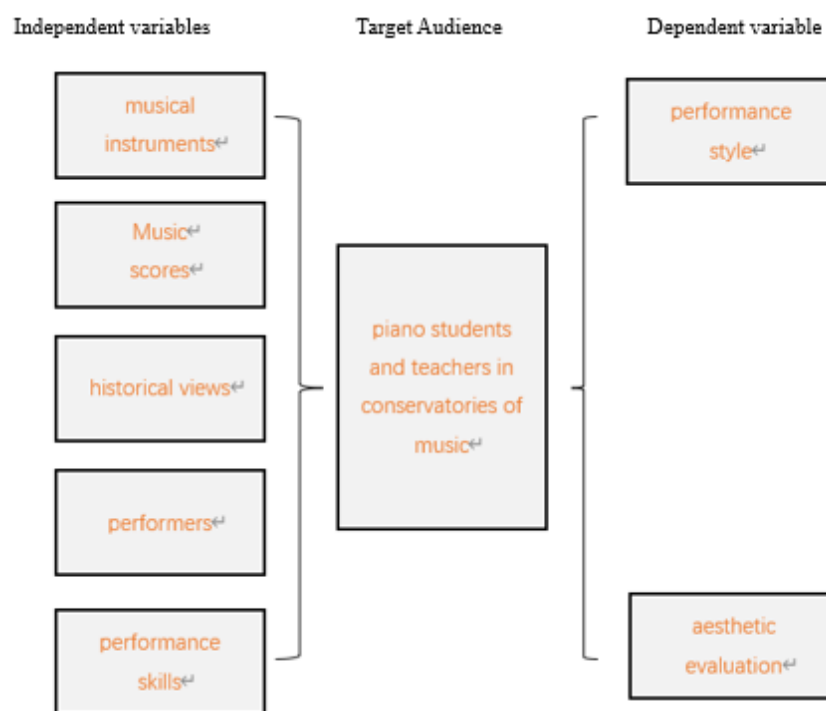 Independent variables
Target Audience
Dependent variable
musical
instruments↵
Music↵
scores↵
historical views↵
performers↵
performance
skills↵
piano students
and teachers in
conservatories of
music↵
performance
style↵
aesthetic
evaluation↵